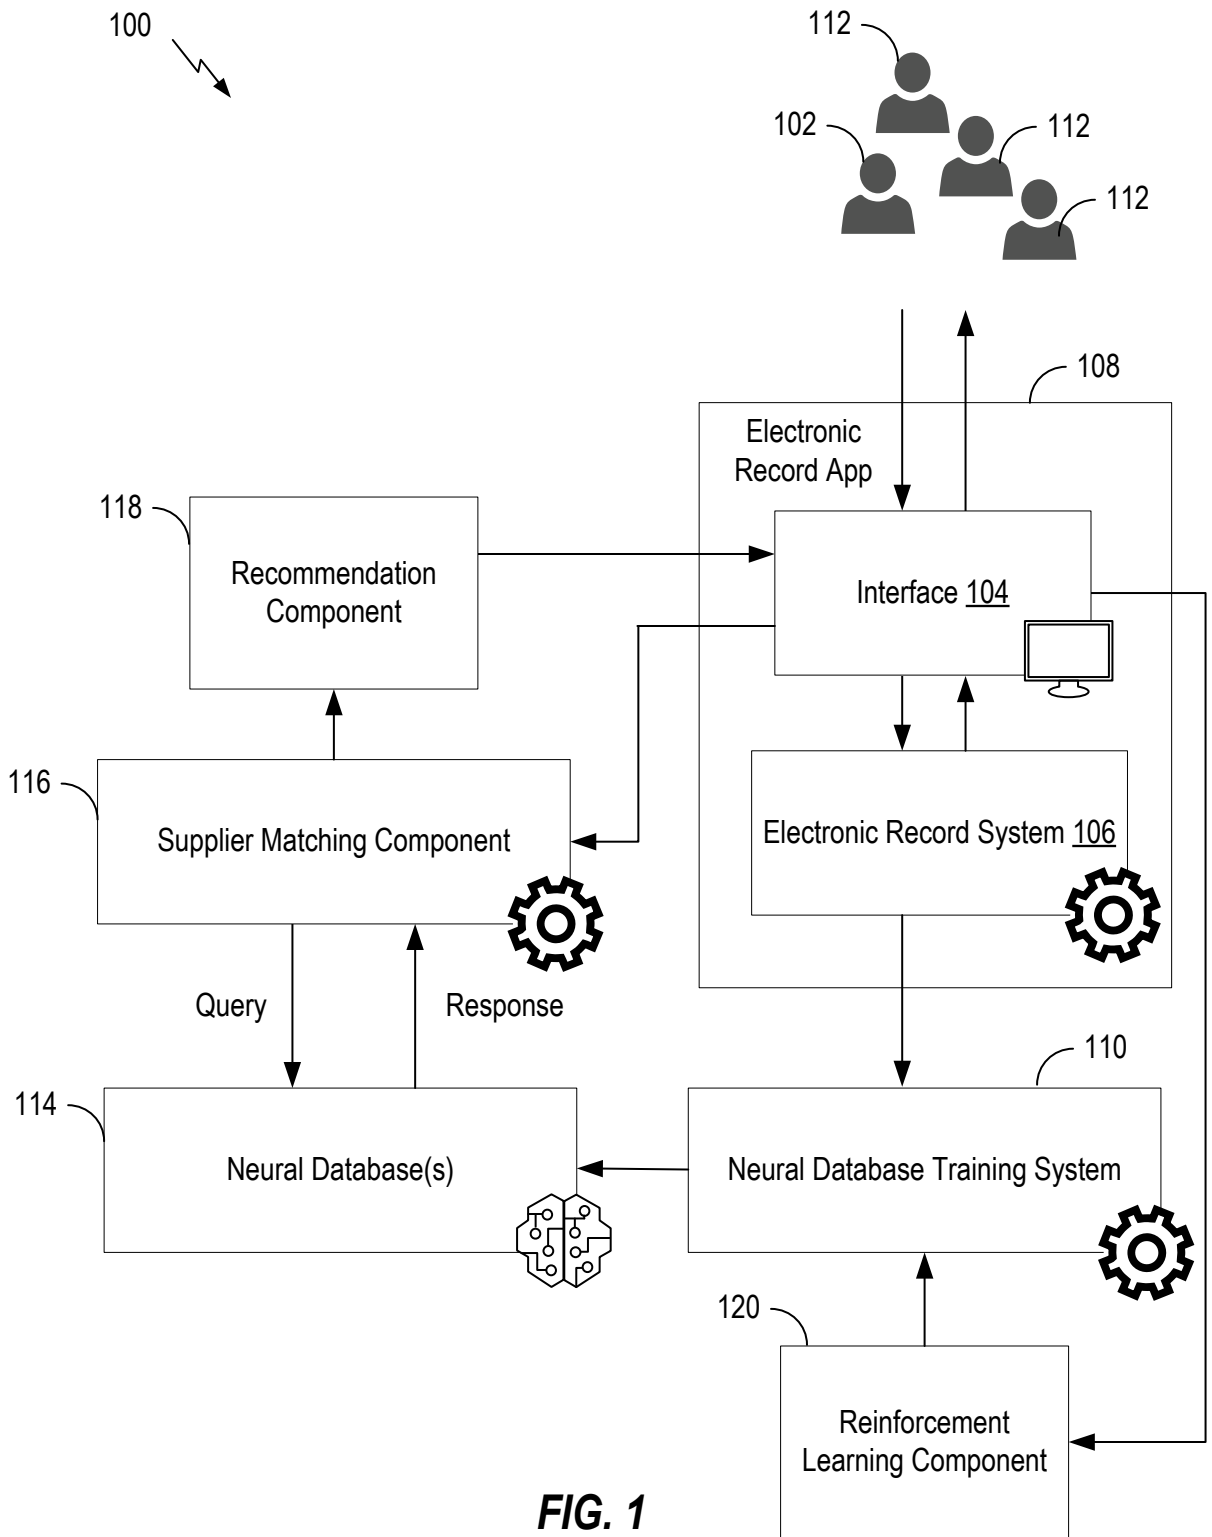 100
112
102
112
112
108
Electronic
Record App
118
Recommendation
Component
Interface 104
116
Supplier Matching Component
Electronic Record System 106
Query
Response
110
114
Neural Database(s)
Neural Database Training System
120
Reinforcement
Learning Component
FIG. 1